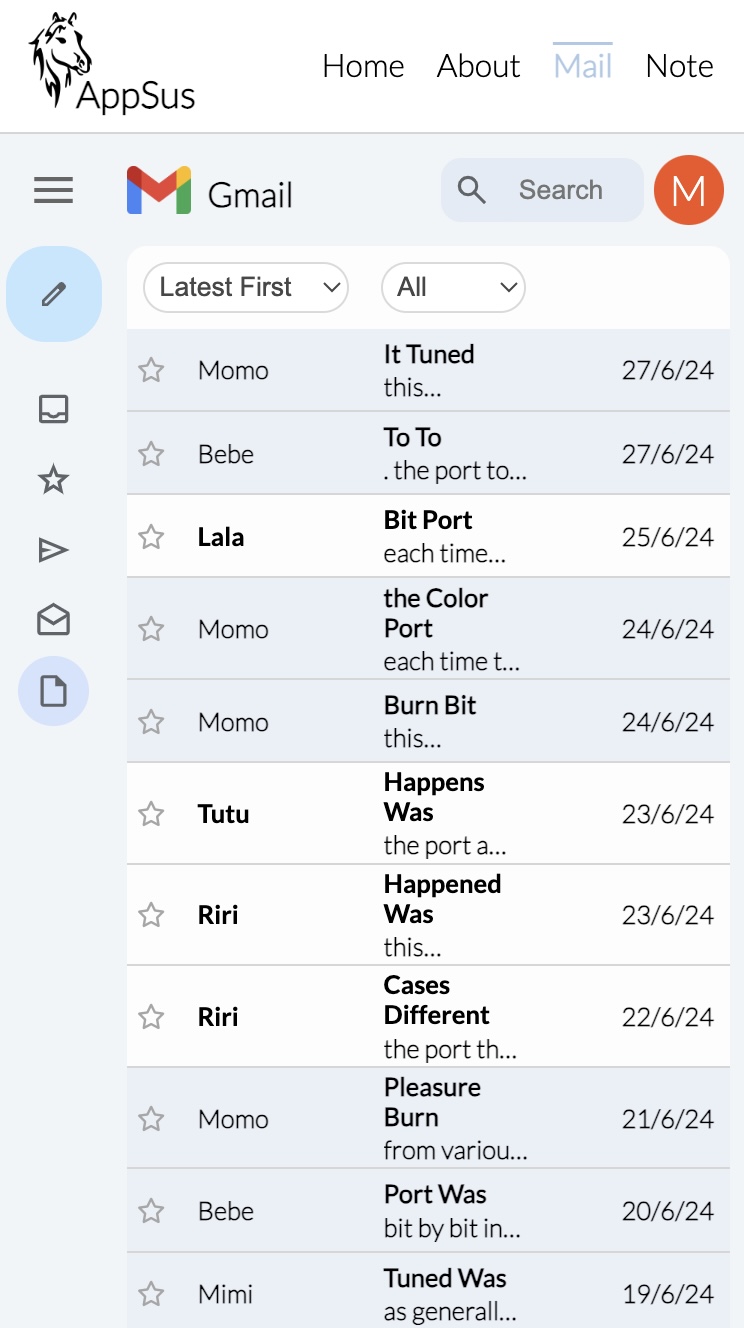 AppSus
Home About Mail Note
Gmail Search M
Latest First All
Momo It Tuned 27/6/24
this...
Bebe To To 27/6/24
. the port to...
Lala Bit Port 25/6/24
each time...
Momo the Color Port 24/6/24
each time t...
Momo Burn Bit 24/6/24
this...
Tutu Happens Was 23/6/24
the port a...
Riri Happened Was 23/6/24
this...
Riri Cases Different 22/6/24
the port th...
Momo Pleasure Burn 21/6/24
from variou...
Bebe Port Was 20/6/24
bit by bit in...
Mimi Tuned Was 19/6/24
as generall...